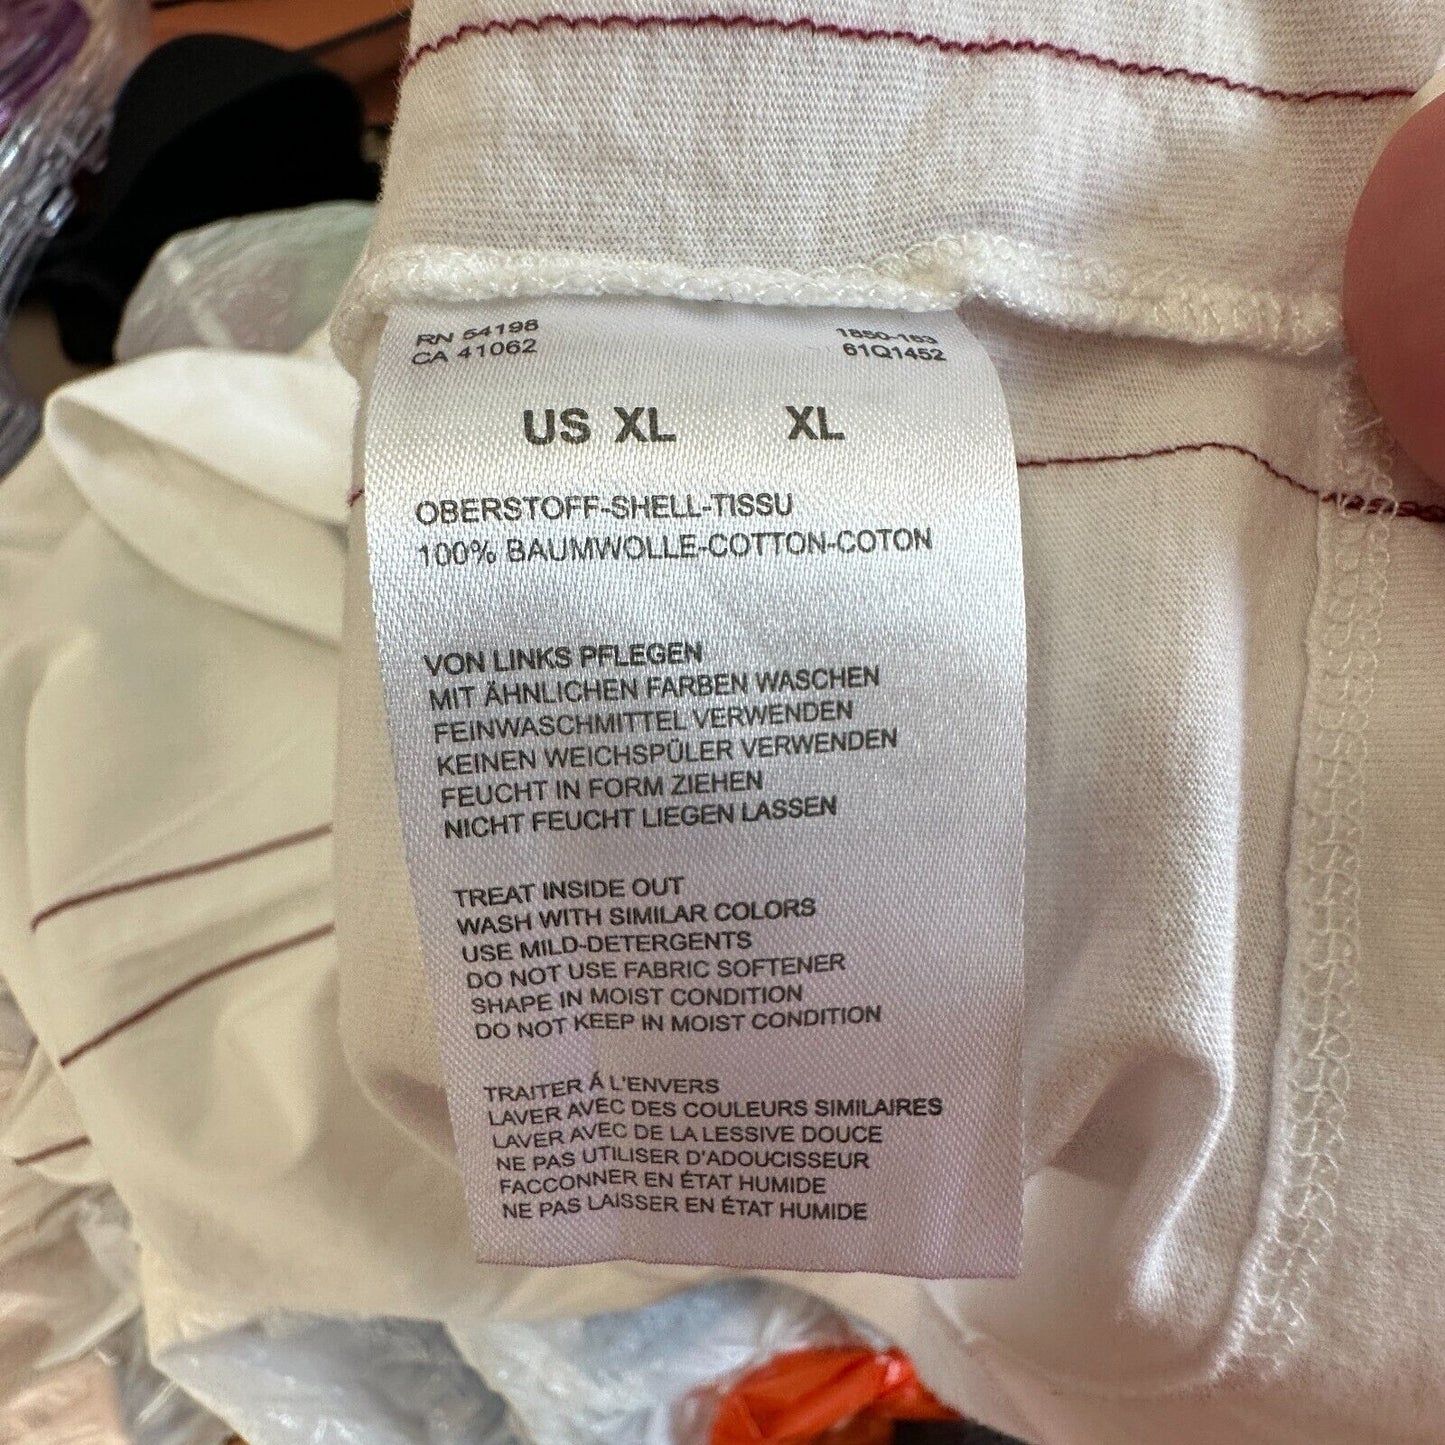 RN 54198
CA 41062
1850-163
61Q1452
US XL XL
OBERSTOFF-SHELL-TISSU
100% BAUMWOLLE-COTTON-COTON
VON LINKS PFLEGEN
MIT ÄHNLICHEN FARBEN WASCHEN
FEINWASCHMITTEL VERWENDEN
KEINEN WEICHSPÜLER VERWENDEN
FEUCHT IN FORM ZIEHEN
NICHT FEUCHT LIEGEN LASSEN
TREAT INSIDE OUT
WASH WITH SIMILAR COLORS
USE MILD-DETERGENTS
DO NOT USE FABRIC SOFTENER
SHAPE IN MOIST CONDITION
DO NOT KEEP IN MOIST CONDITION
TRAITER Á L'ENVERS
LAVER AVEC DES COULEURS SIMILAIRES
LAVER AVEC DE LA LESSIVE DOUCE
NE PAS UTILISER D'ADOUCISSEUR
FACCONNER EN ÉTAT HUMIDE
NE PAS LAISSER EN ÉTAT HUMIDE